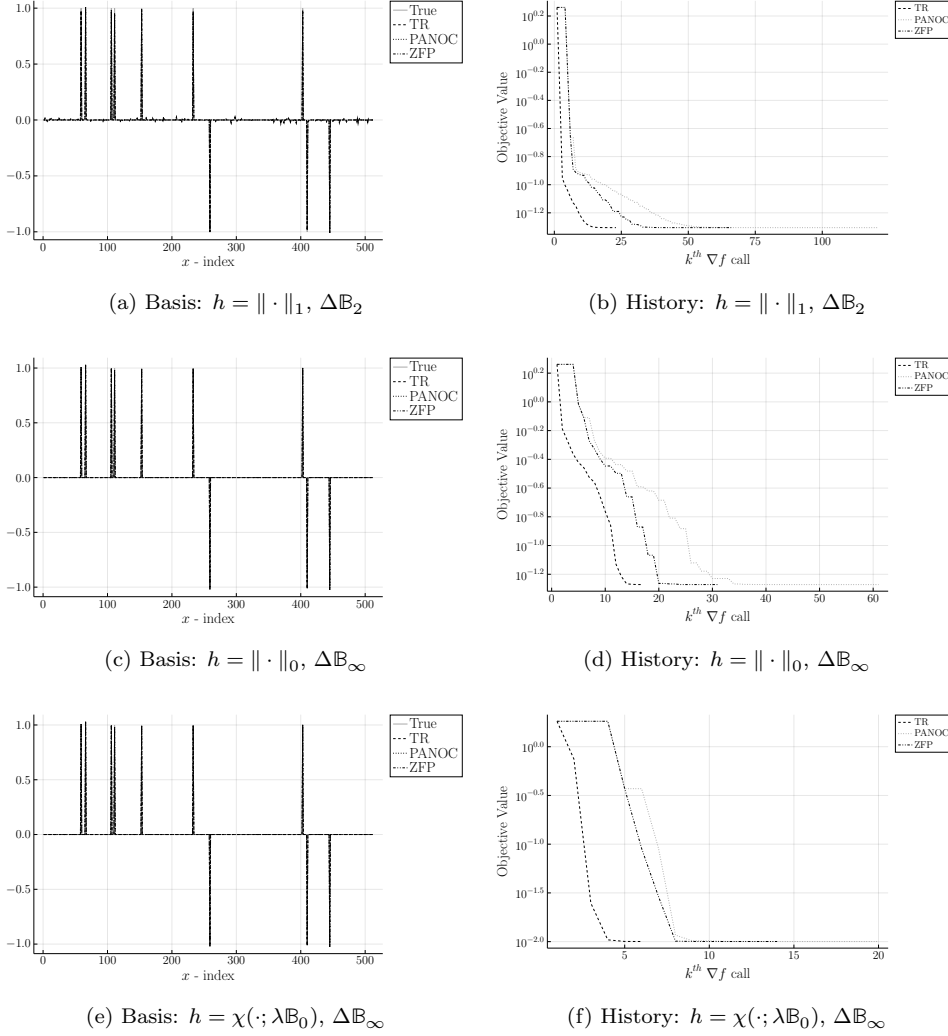 1.0
0.5
0.0
−0.5
−1.0
0 100 200 300 400 500
x - index
True
TR
PANOC
ZFP
(a) Basis: h = ‖ · ‖₁, Δ𝔹₂
10^0.2
10^0.0
10^−0.2
10^−0.4
10^−0.6
10^−0.8
10^−1.0
10^−1.2
Objective Value
0 25 50 75 100
k^th ∇f call
TR
PANOC
ZFP
(b) History: h = ‖ · ‖₁, Δ𝔹₂
1.0
0.5
0.0
−0.5
−1.0
0 100 200 300 400 500
x - index
True
TR
PANOC
ZFP
(c) Basis: h = ‖ · ‖₀, Δ𝔹∞
10^0.2
10^0.0
10^−0.2
10^−0.4
10^−0.6
10^−0.8
10^−1.0
10^−1.2
Objective Value
0 10 20 30 40 50 60
k^th ∇f call
TR
PANOC
ZFP
(d) History: h = ‖ · ‖₀, Δ𝔹∞
1.0
0.5
0.0
−0.5
−1.0
0 100 200 300 400 500
x - index
True
TR
PANOC
ZFP
(e) Basis: h = χ(·; λ𝔹₀), Δ𝔹∞
10^0.0
10^−0.5
10^−1.0
10^−1.5
10^−2.0
Objective Value
5 10 15 20
k^th ∇f call
TR
PANOC
ZFP
(f) History: h = χ(·; λ𝔹₀), Δ𝔹∞